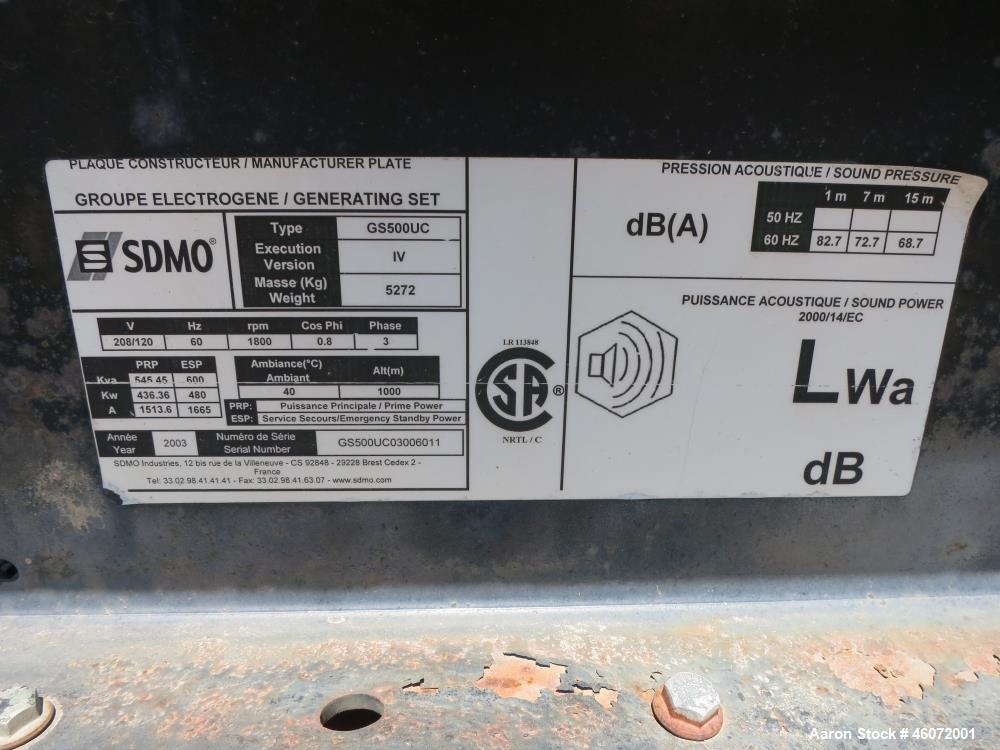 PLAQUE CONSTRUCTEUR / MANUFACTURER PLATE
GROUPE ELECTROGENE / GENERATING SET
SDMO®
Type GS500UC
Execution Version IV
Masse (Kg) Weight 5272
V Hz rpm Cos Phi Phase
208/120 60 1800 0.8 3
PRP ESP
Kva 545.45 600
Kw 436.36 480
A 1513.6 1665
Ambiance(°C) Ambiant Alt(m)
40 1000
PRP: Puissance Principale / Prime Power
ESP: Service Secours/Emergency Standby Power
Année Year 2003 Numéro de Série Serial Number GS500UC03006011
SDMO Industries, 12 bis rue de la Villeneuve - CS 92848 - 29228 Brest Cedex 2 -
France
Tel: 33.02.98.41.41.41 - Fax: 33.02.98.41.63.07 - www.sdmo.com
LR 113848
SA ®
NRTL / C
PRESSION ACOUSTIQUE / SOUND PRESSURE
dB(A)
1 m 7 m 15 m
50 HZ
60 HZ 82.7 72.7 68.7
PUISSANCE ACOUSTIQUE / SOUND POWER
2000/14/EC
LWa
dB
Aaron Stock # 46072001